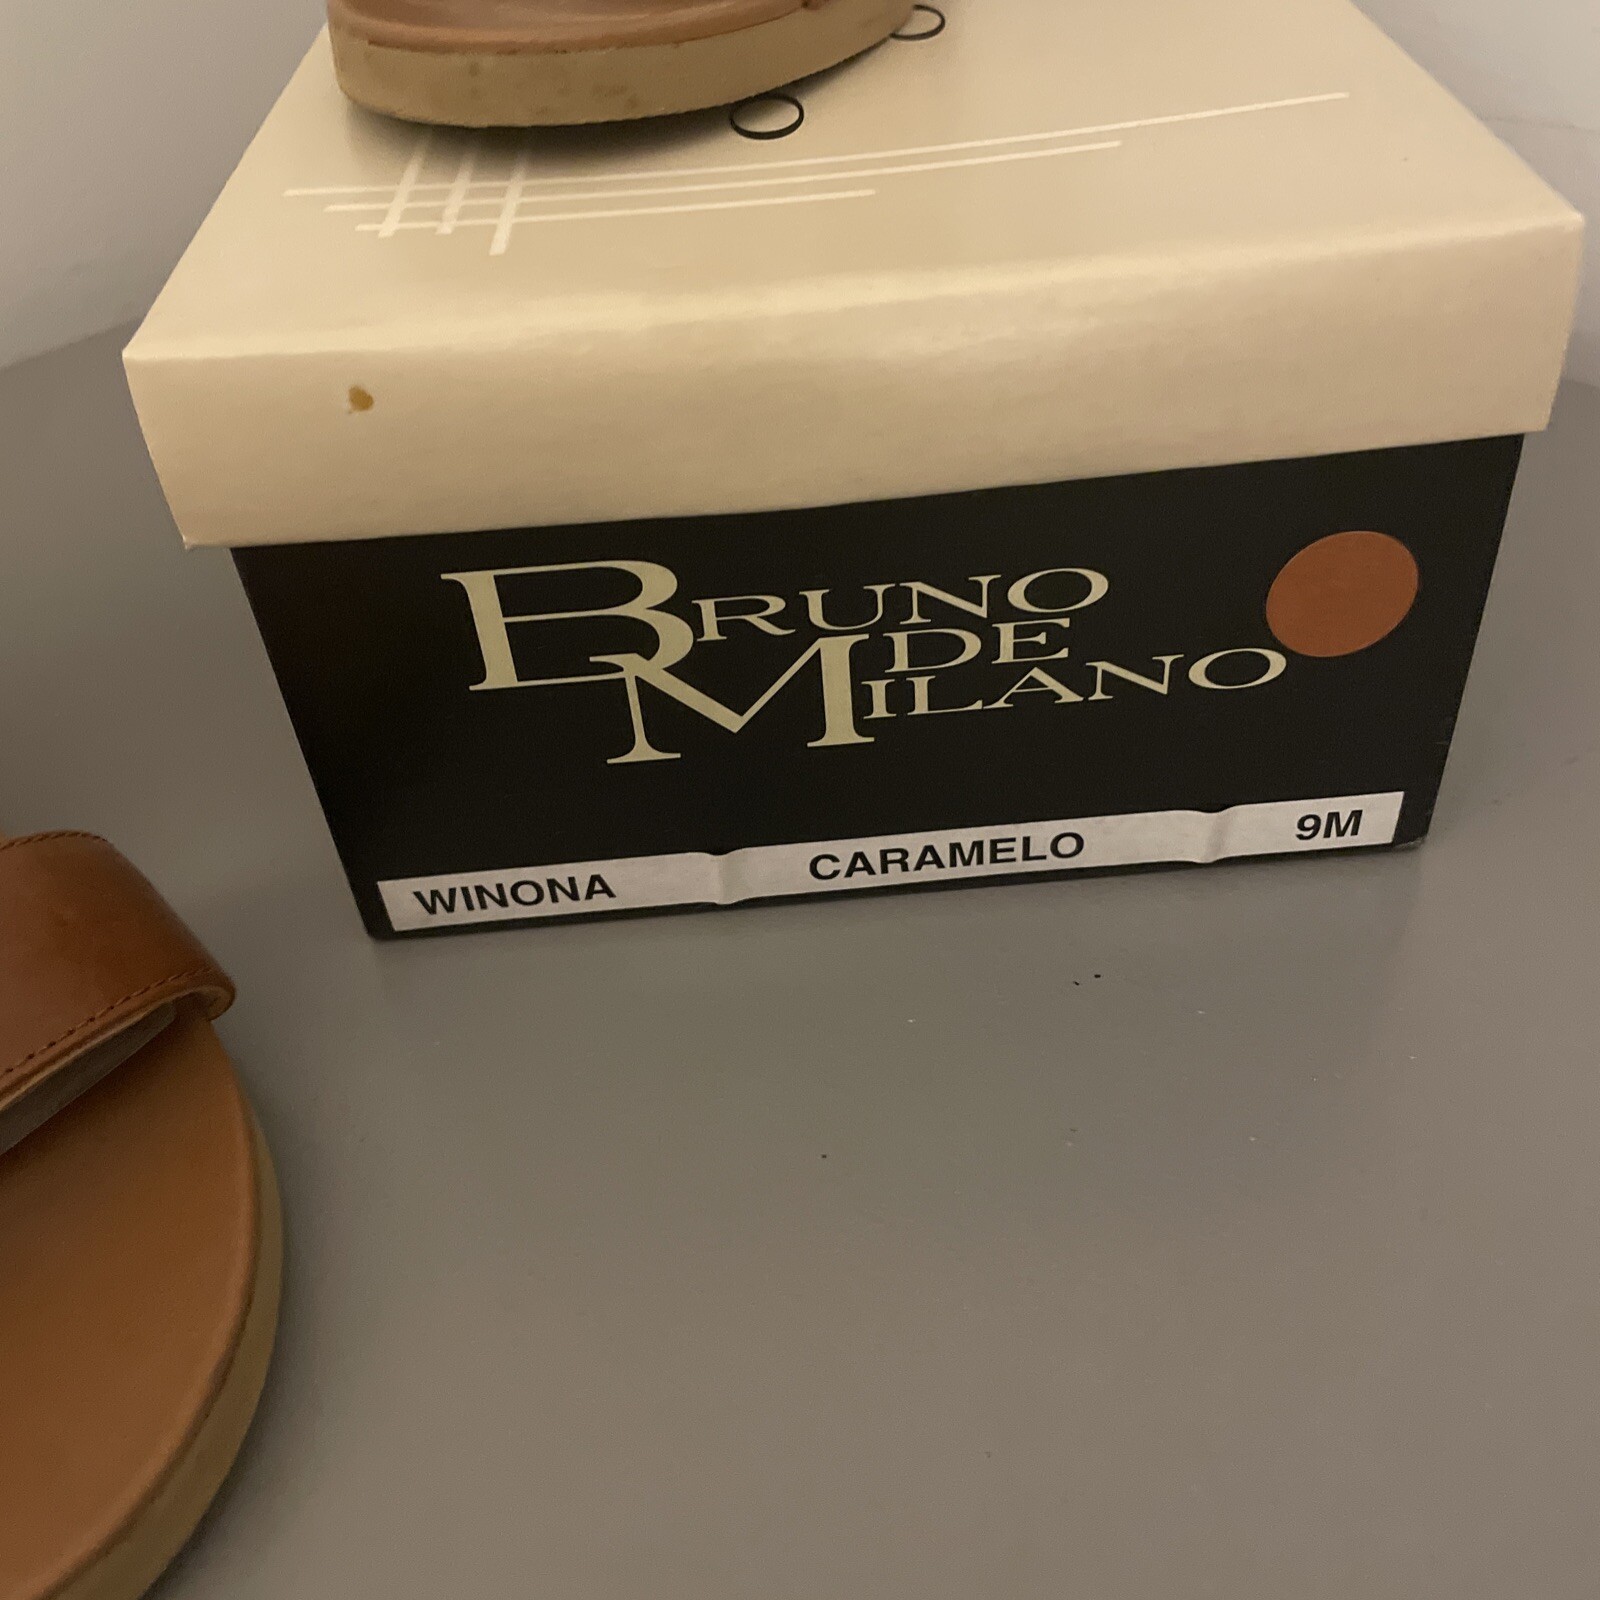 BRUNO
DE
MILANO
WINONA CARAMELO 9M